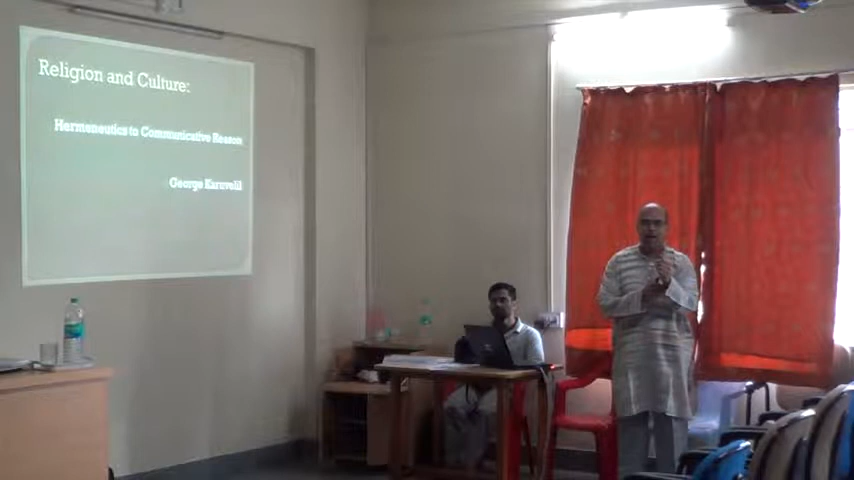 Religion and Culture:
Hermeneutics to Communicative Reason
George Karuvelil